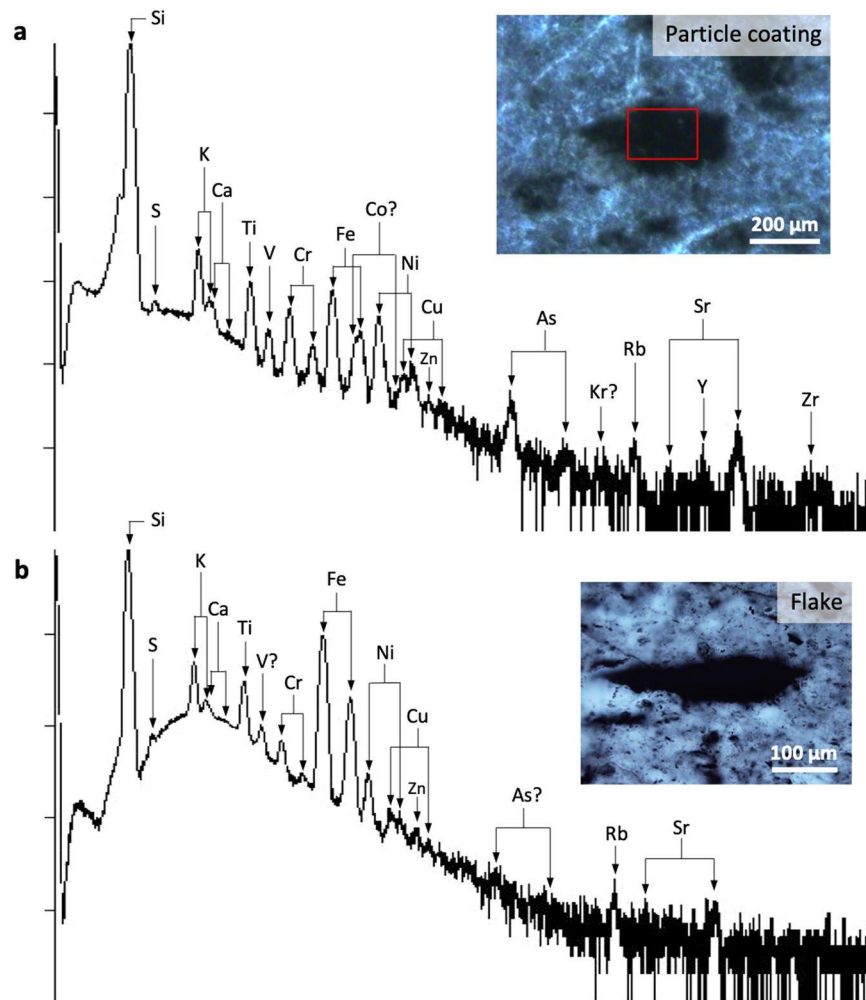 a
Si
Particle coating
K
Ca
S
Ti
V
Cr
Fe
Co?
Ni
Cu
Zn
200 µm
As
Kr?
Rb
Sr
Y
Zr
b
Si
Flake
K
Ca
S
Ti
V?
Cr
Fe
Ni
Cu
Zn
100 µm
As?
Rb
Sr